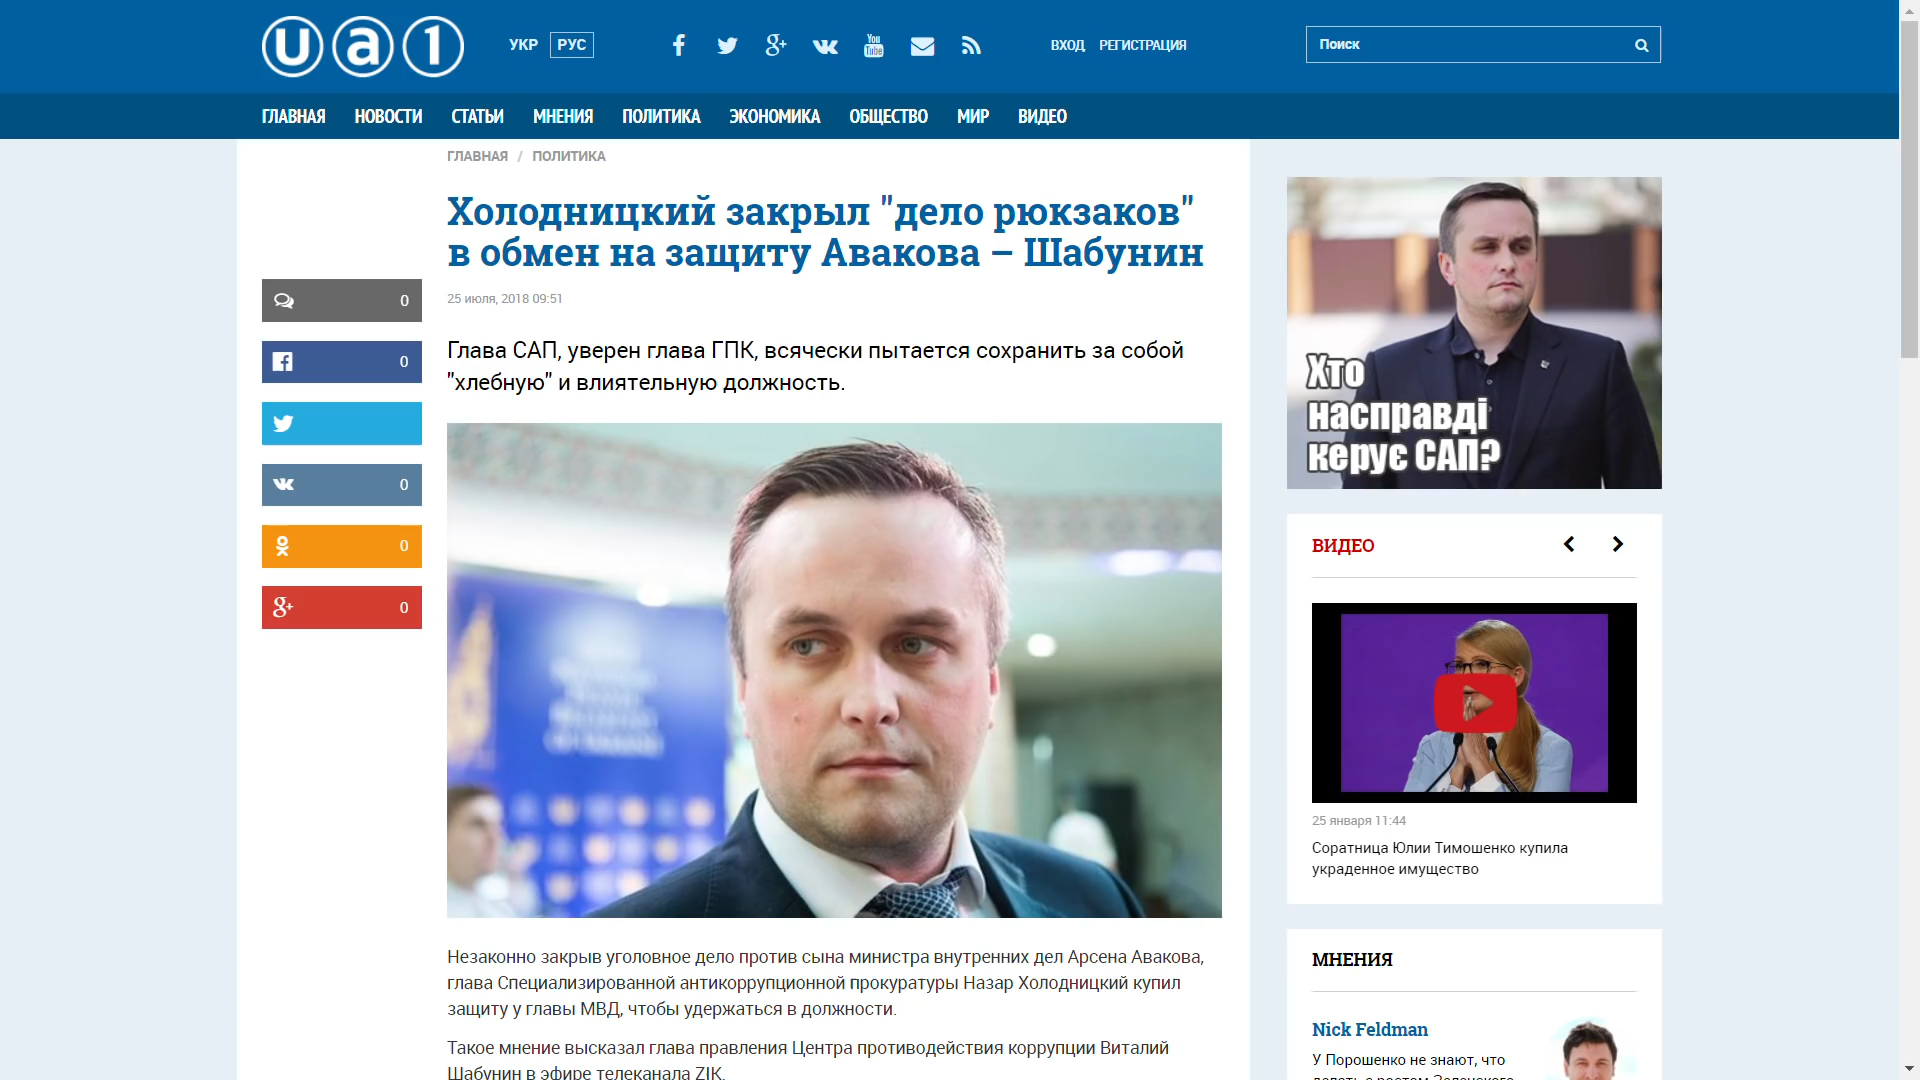 ua1
УКР РУС
ВХОД РЕГИСТРАЦИЯ
Поиск
ГЛАВНАЯ НОВОСТИ СТАТЬИ МНЕНИЯ ПОЛИТИКА ЭКОНОМИКА ОБЩЕСТВО МИР ВИДЕО
ГЛАВНАЯ / ПОЛИТИКА
Холодницкий закрыл "дело рюкзаков"
в обмен на защиту Авакова – Шабунин
25 июля, 2018 09:51
0
0
0
0
0
Глава САП, уверен глава ГПК, всячески пытается сохранить за собой
"хлебную" и влиятельную должность.
Незаконно закрыв уголовное дело против сына министра внутренних дел Арсена Авакова,
глава Специализированной антикоррупционной прокуратуры Назар Холодницкий купил
защиту у главы МВД, чтобы удержаться в должности.
Такое мнение высказал глава правления Центра противодействия коррупции Виталий
Шабунин в эфире телеканала ZIK.
Хто
насправді
керує САП?
ВИДЕО
25 января 11:44
Соратница Юлии Тимошенко купила
украденное имущество
МНЕНИЯ
Nick Feldman
У Порошенко не знают, что
делать с ростом Зеленского